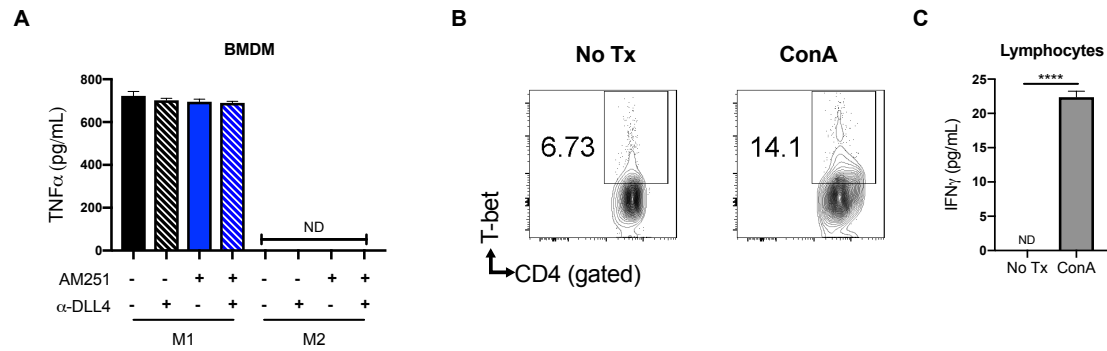 A
BMDM
TNFα (pg/mL)
800
600
400
200
0
ND
AM251 - - + + - - + +
α-DLL4 - + - + - + - +
M1 M2
B
No Tx ConA
6.73 14.1
T-bet
CD4 (gated)
C
Lymphocytes
IFNγ (pg/mL)
25
20
15
10
5
0
****
ND
No Tx ConA